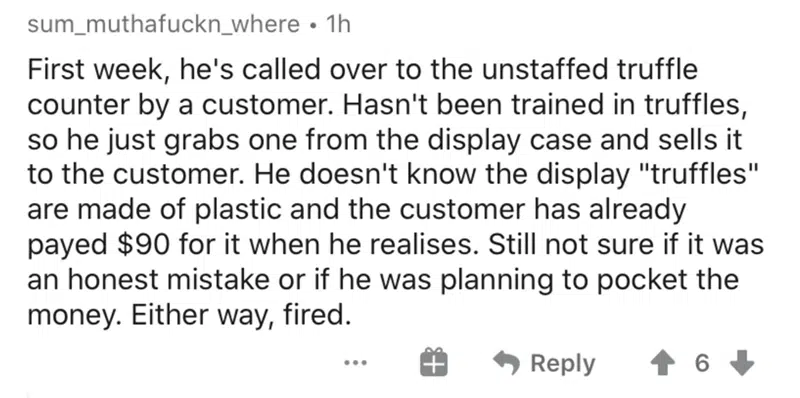 sum_muthafuckn_where • 1h
First week, he's called over to the unstaffed truffle
counter by a customer. Hasn't been trained in truffles,
so he just grabs one from the display case and sells it
to the customer. He doesn't know the display "truffles"
are made of plastic and the customer has already
payed $90 for it when he realises. Still not sure if it was
an honest mistake or if he was planning to pocket the
money. Either way, fired.
... Reply 6